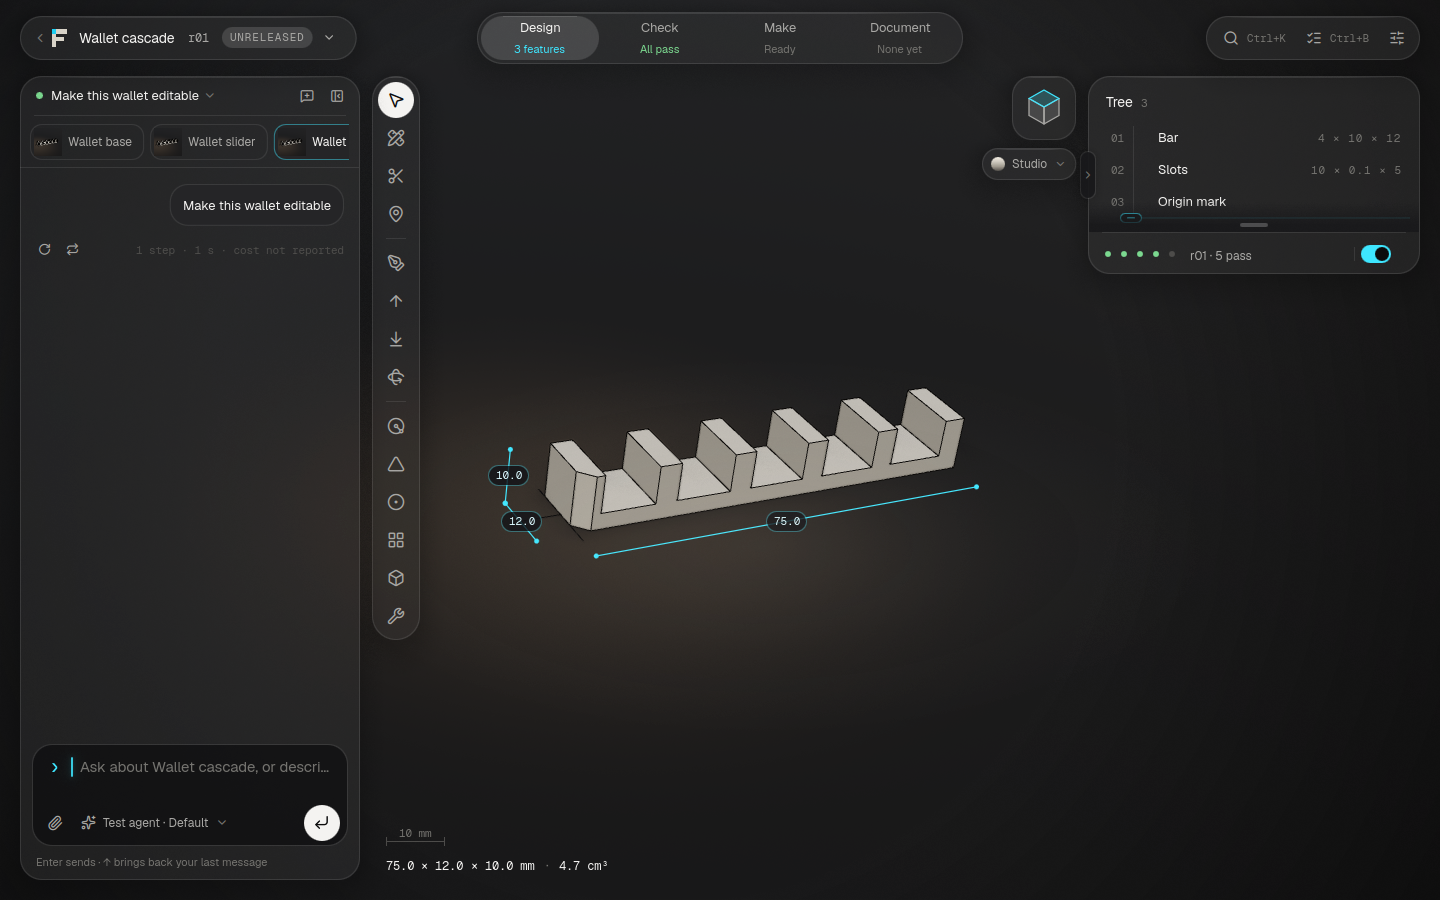 Wallet cascade r01 UNRELEASED
Design
3 features
Check
All pass
Make
Ready
Document
None yet
Ctrl+K Ctrl+B
Make this wallet editable
Wallet base
Wallet slider
Wallet
Make this wallet editable
1 step · 1 s · cost not reported
Studio
Tree 3
01 Bar 4 × 10 × 12
02 Slots 10 × 0.1 × 5
03 Origin mark
r01 · 5 pass
10.0
12.0
75.0
Ask about Wallet cascade, or descri...
Test agent · Default
Enter sends · ↑ brings back your last message
10 mm
75.0 × 12.0 × 10.0 mm · 4.7 cm³